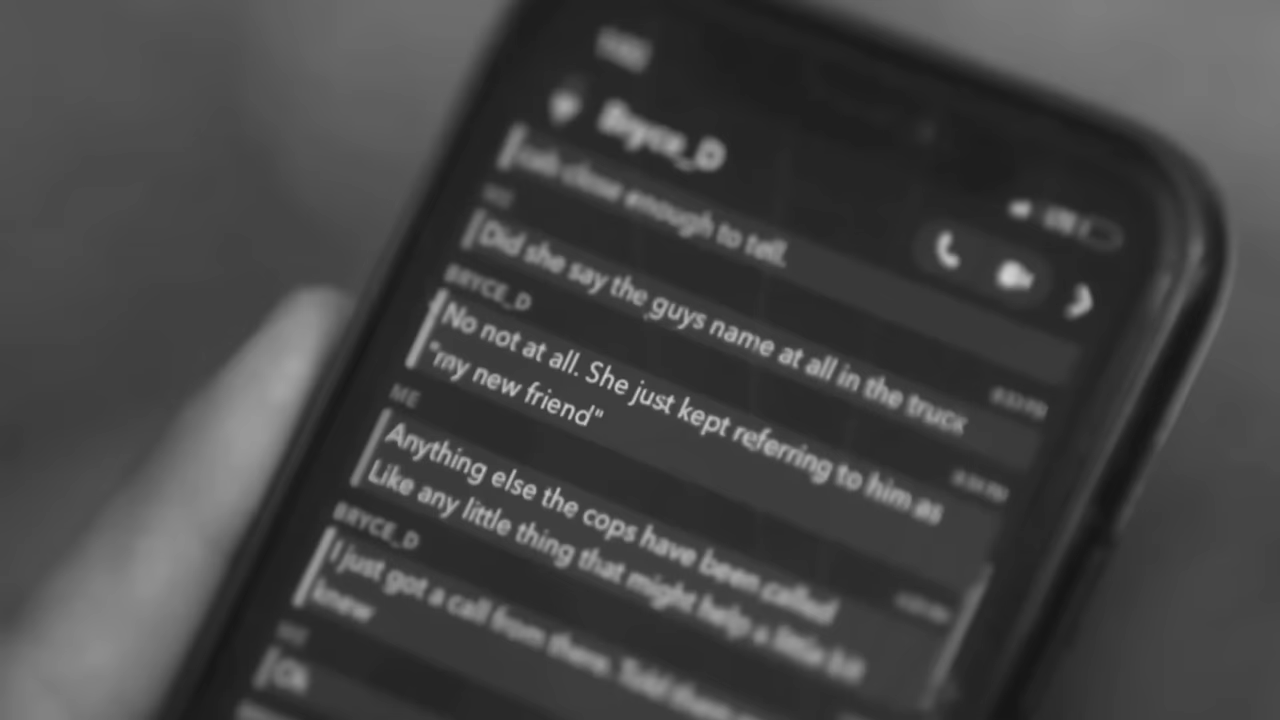 Bryce_D
close enough to tell.
ME
Did she say the guys name at all in the truck
BRYCE_D
No not at all. She just kept referring to him as
"my new friend"
ME
Anything else the cops have been called
Like any little thing that might help a little bit
BRYCE_D
I just got a call from there. Told them
knew
ME
Ok